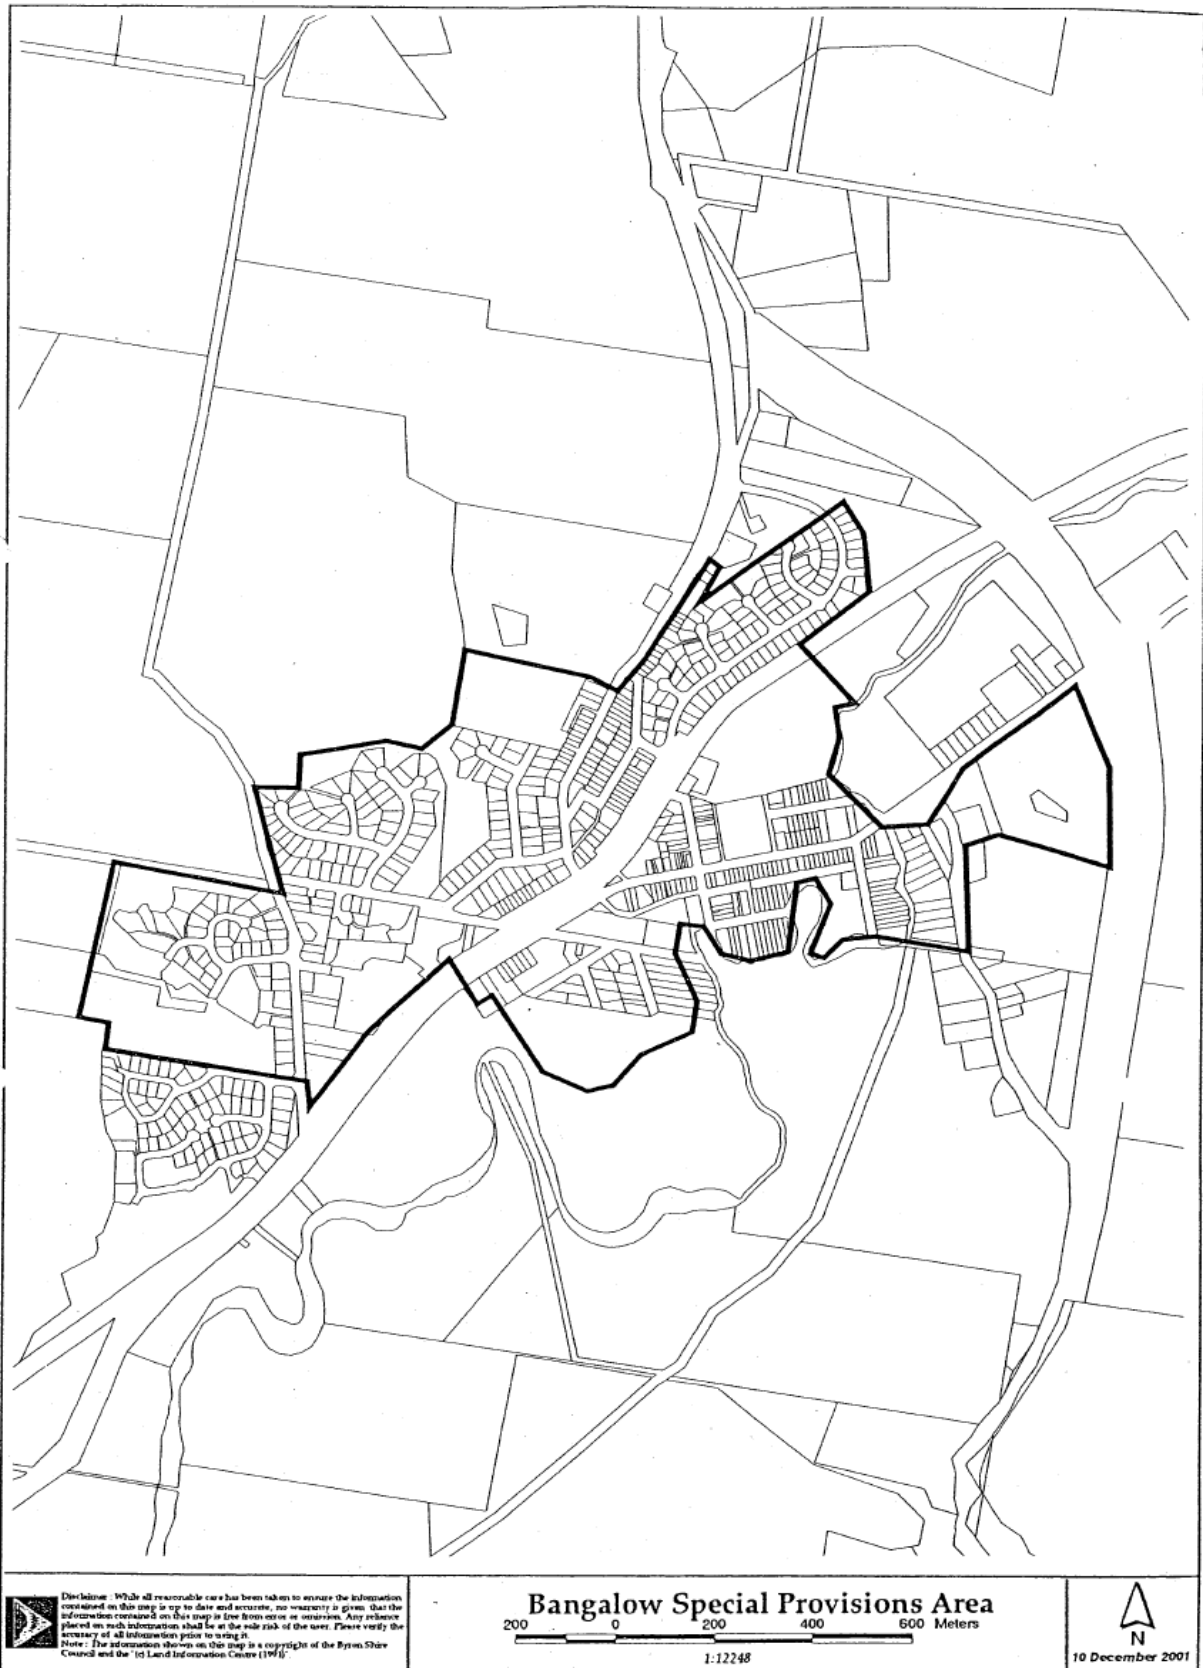 Disclaimer : While all reasonable care has been taken to ensure the information
contained on this map is up to date and accurate, no warranty is given that the
information contained on this map is free from error or omission. Any reliance
placed on such information shall be at the sole risk of the user. Please verify the
accuracy of all information prior to using it.
Note : The information shown on this map is a copyright of the Byron Shire
Council and the (c) Land Information Centre
Bangalow Special Provisions Area
200 0 200 400 600 Meters
1:12248
N
10 December 2001